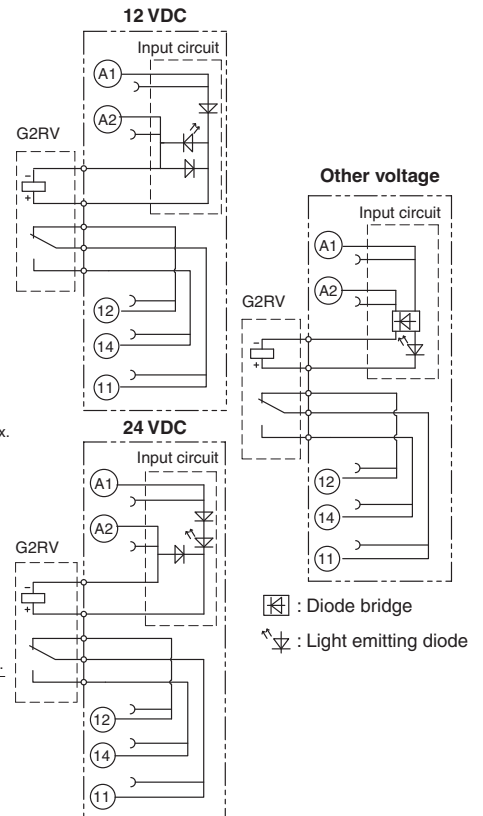 12 VDC
Input circuit
A1
A2
G2RV
-
+
12
14
11
x.
24 VDC
Input circuit
A1
A2
G2RV
-
+
.
12
14
11
Other voltage
Input circuit
A1
A2
G2RV
-
+
12
14
11
: Diode bridge
: Light emitting diode